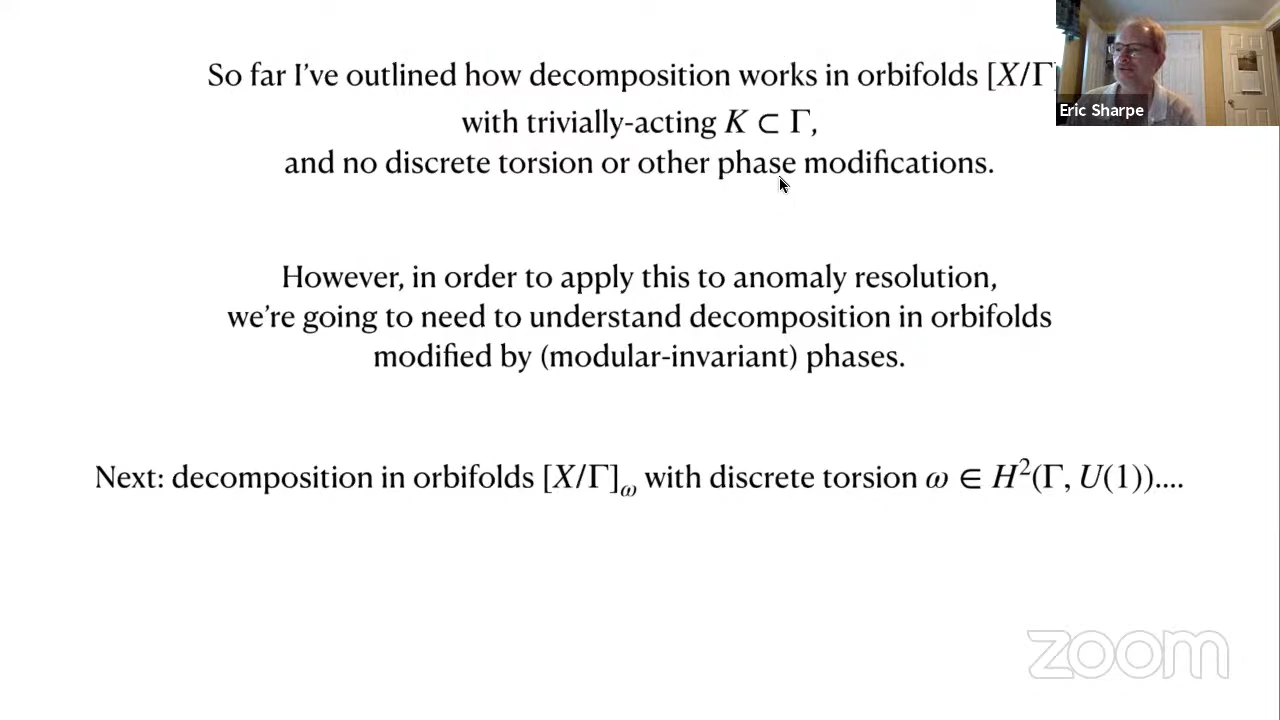 So far I've outlined how decomposition works in orbifolds [X/Γ]
with trivially-acting K ⊂ Γ,
and no discrete torsion or other phase modifications.
Eric Sharpe
However, in order to apply this to anomaly resolution,
we're going to need to understand decomposition in orbifolds
modified by (modular-invariant) phases.
Next: decomposition in orbifolds [X/Γ]ω with discrete torsion ω ∈ H²(Γ, U(1))....
zoom